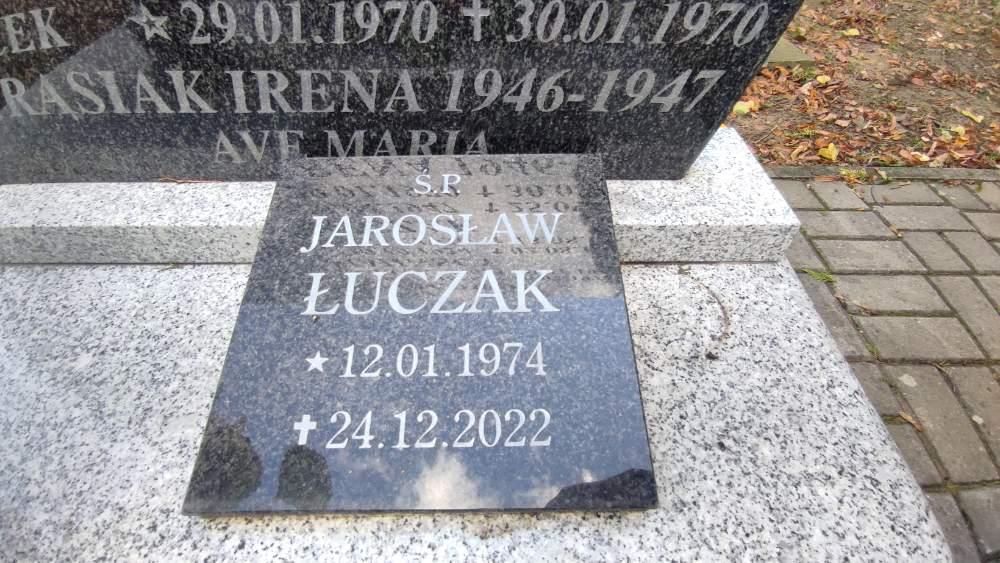 ★ 29.01.1970 ✝ 30.01.1970
IRENA 1946-1947
AVE MARIA
Ś.P.
JAROSŁAW
ŁUCZAK
★ 12.01.1974
✝ 24.12.2022